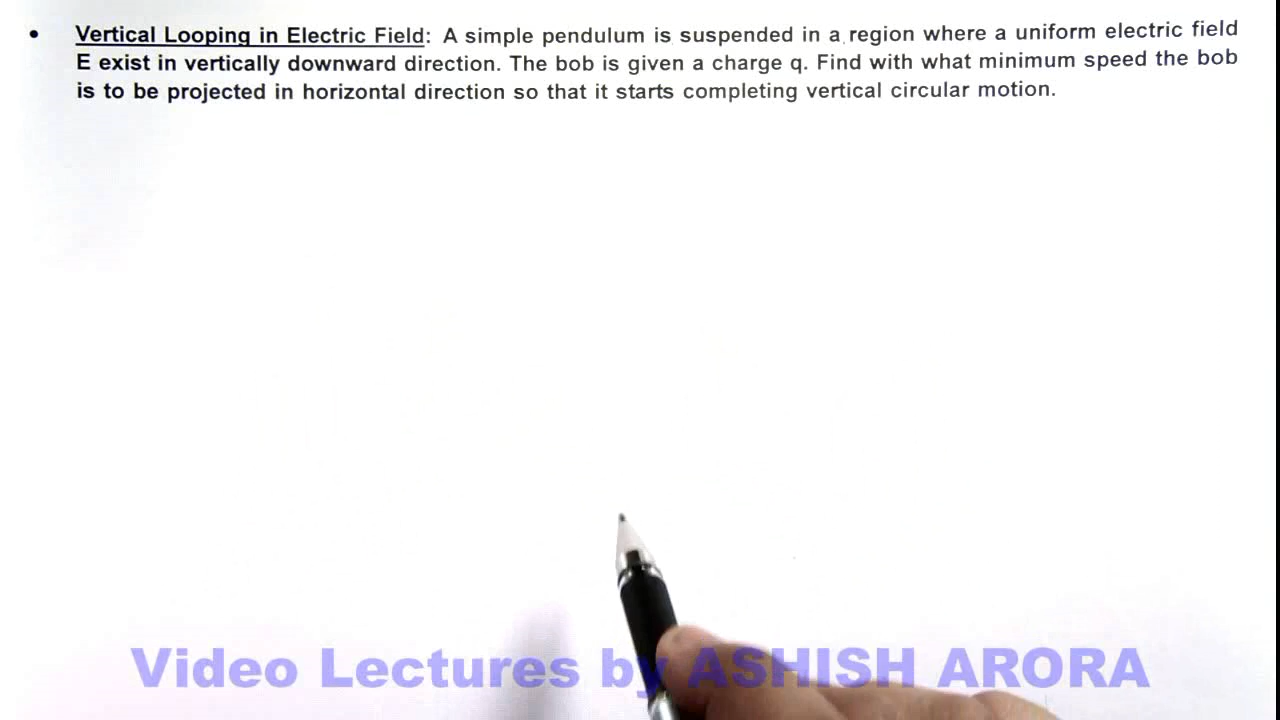 • Vertical Looping in Electric Field: A simple pendulum is suspended in a region where a uniform electric field
E exist in vertically downward direction. The bob is given a charge q. Find with what minimum speed the bob
is to be projected in horizontal direction so that it starts completing vertical circular motion.
Video Lectures by ASHISH ARORA